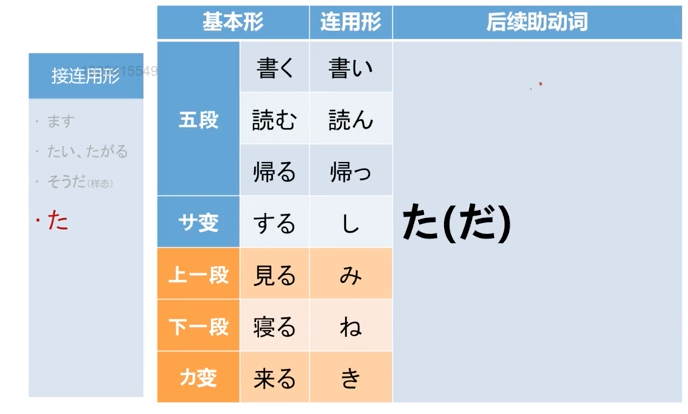 基本形 连用形 后续助动词
接连用形
・ ます
・ たい、たがる
・ そうだ(样态)
・ た
五段
書く 書い
読む 読ん
帰る 帰っ
サ変 する し
上一段 見る み
下一段 寝る ね
カ変 来る き
た(だ)